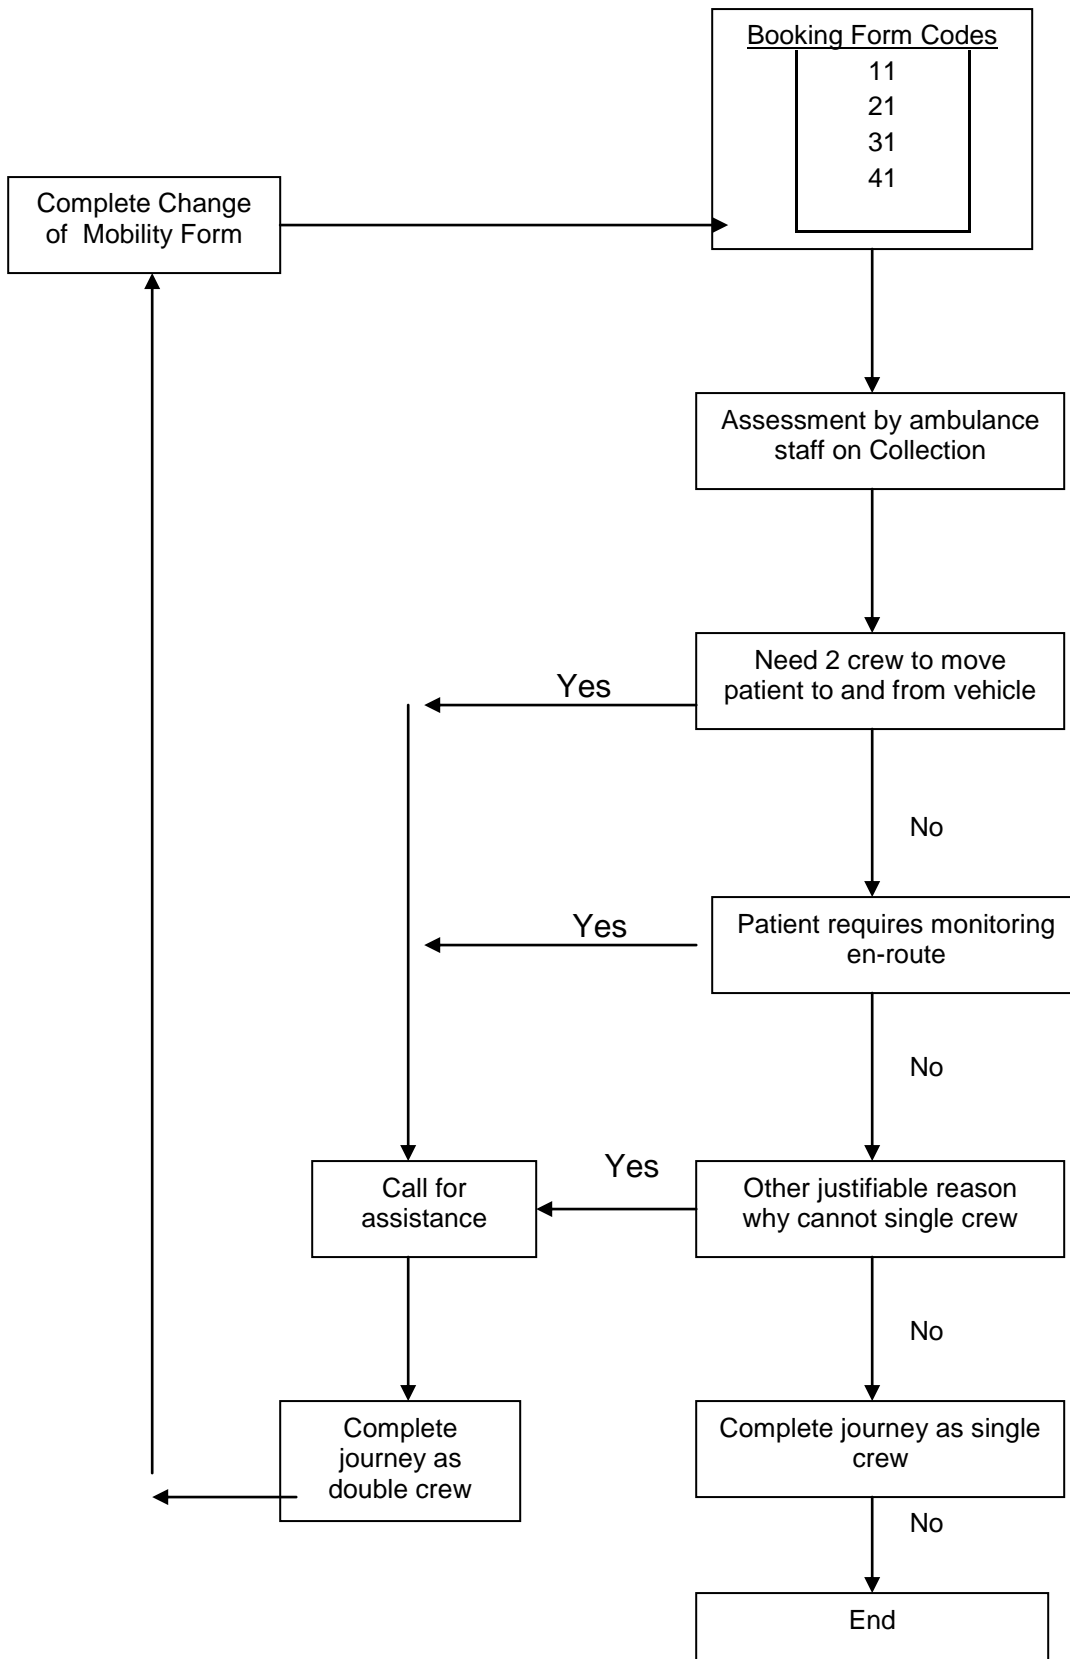 Booking Form Codes
11
21
31
41
Complete Change
of Mobility Form
Assessment by ambulance
staff on Collection
Need 2 crew to move
patient to and from vehicle
Yes
No
Patient requires monitoring
en-route
Yes
No
Other justifiable reason
why cannot single crew
Yes
Call for
assistance
No
Complete
journey as
double crew
Complete journey as single
crew
No
End